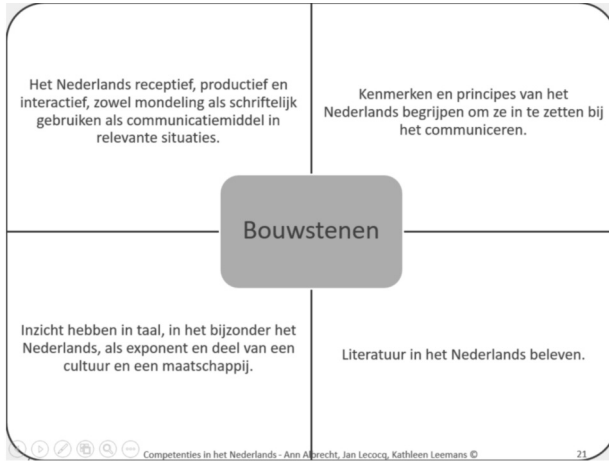 Het Nederlands receptief, productief en
interactief, zowel mondeling als schriftelijk
gebruiken als communicatiemiddel in
relevante situaties.
Kenmerken en principes van het
Nederlands begrijpen om ze in te zetten bij
het communiceren.
Bouwstenen
Inzicht hebben in taal, in het bijzonder het
Nederlands, als exponent en deel van een
cultuur en een maatschappij.
Literatuur in het Nederlands beleven.
Competenties in het Nederlands - Ann Albrecht, Jan Lecocq, Kathleen Leemans ©
21